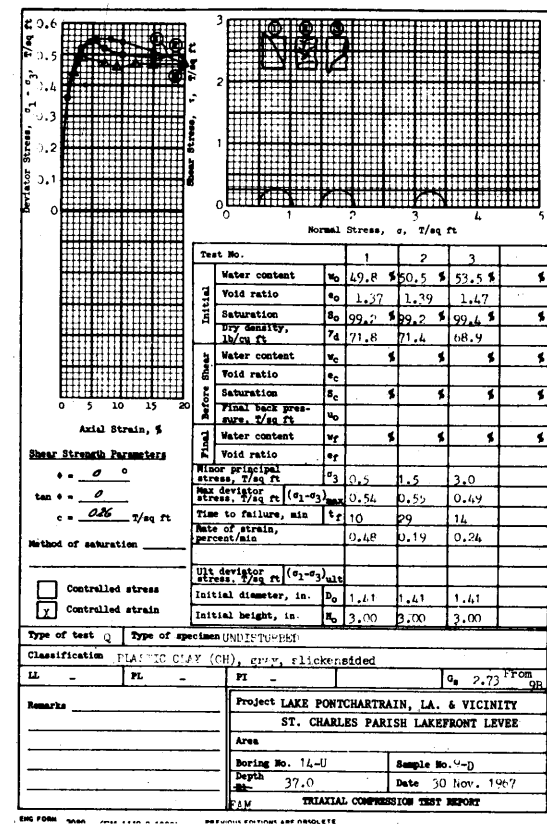 Deviator Stress, σ1 - σ3, T/sq ft
0.6
0.5
0.4
0.3
0.2
0.1
0
0 5 10 15 20
Axial Strain, %
Shear Stress, τ, T/sq ft
3
2
1
0
0 1 2 3 4 5
Normal Stress, σ, T/sq ft
Shear Strength Parameters
φ = 0 °
tan φ = 0
c = 0.26 T/sq ft
Method of saturation
Controlled stress
X Controlled strain
Test No. 1 2 3
Initial
Water content wo 49.8 % 50.5 % 53.5 % %
Void ratio eo 1.37 1.39 1.47
Saturation So 99.2 % 99.2 % 99.4 % %
Dry density, lb/cu ft γd 71.8 71.4 68.9
Before Shear
Water content wc % % % %
Void ratio ec
Saturation Sc % % % %
Final back pressure, T/sq ft uo
Final
Water content wf % % % %
Void ratio ef
Minor principal stress, T/sq ft σ3 0.5 1.5 3.0
Max deviator stress, T/sq ft (σ1-σ3)max 0.54 0.55 0.49
Time to failure, min tf 10 29 14
Rate of strain, percent/min 0.48 0.19 0.24
Ult deviator stress, T/sq ft (σ1-σ3)ult
Initial diameter, in. Do 1.41 1.41 1.41
Initial height, in. Ho 3.00 3.00 3.00
Type of test Q Type of specimen UNDISTURBED
Classification PLASTIC CLAY (CH), gray, slickensided
LL - PL - PI - Gs 2.73 From 9B
Remarks
Project LAKE PONTCHARTRAIN, LA. & VICINITY
ST. CHARLES PARISH LAKEFRONT LEVEE
Area
Boring No. 14-U Sample No. 9-D
Depth 37.0 Date 30 Nov. 1967
FAM TRIAXIAL COMPRESSION TEST REPORT
ENG FORM PREVIOUS EDITIONS ARE OBSOLETE